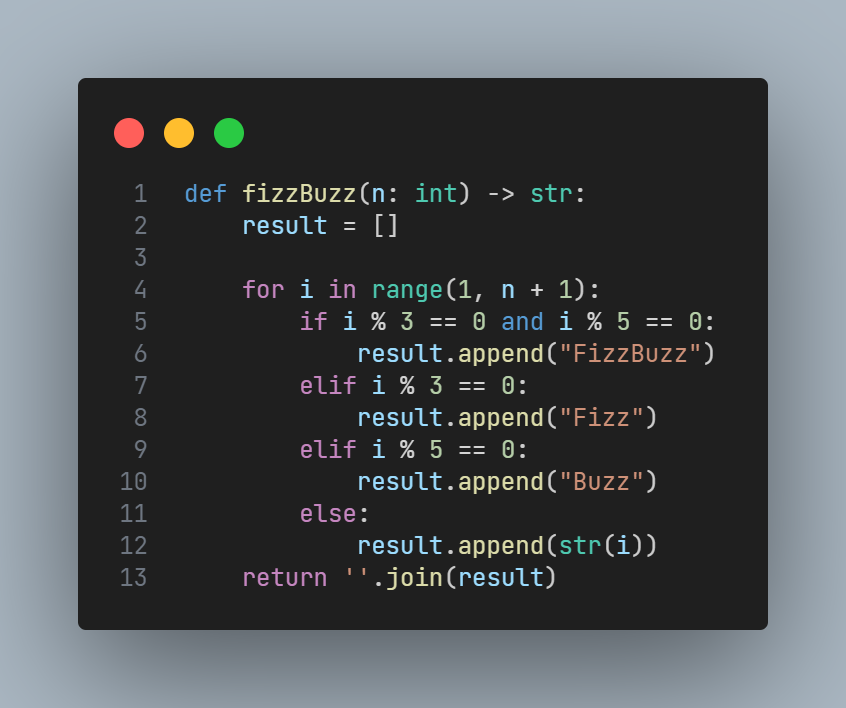 1 def fizzBuzz(n: int) -> str:
2     result = []
3
4     for i in range(1, n + 1):
5         if i % 3 == 0 and i % 5 == 0:
6             result.append("FizzBuzz")
7         elif i % 3 == 0:
8             result.append("Fizz")
9         elif i % 5 == 0:
10             result.append("Buzz")
11         else:
12             result.append(str(i))
13     return ''.join(result)